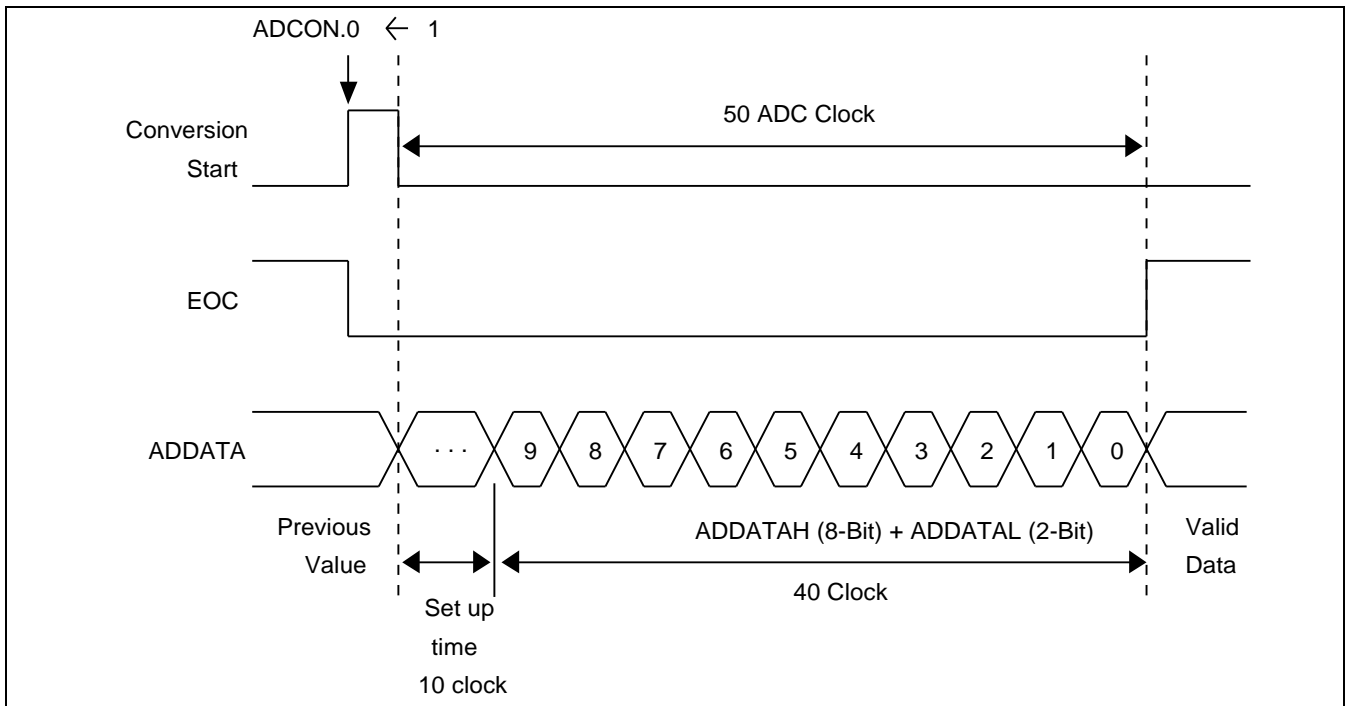 ADCON.0 ← 1
50 ADC Clock
Conversion
Start
EOC
ADDATA
· · · 9 8 7 6 5 4 3 2 1 0
Previous
Value
ADDATAH (8-Bit) + ADDATAL (2-Bit)
Valid
Data
40 Clock
Set up
time
10 clock